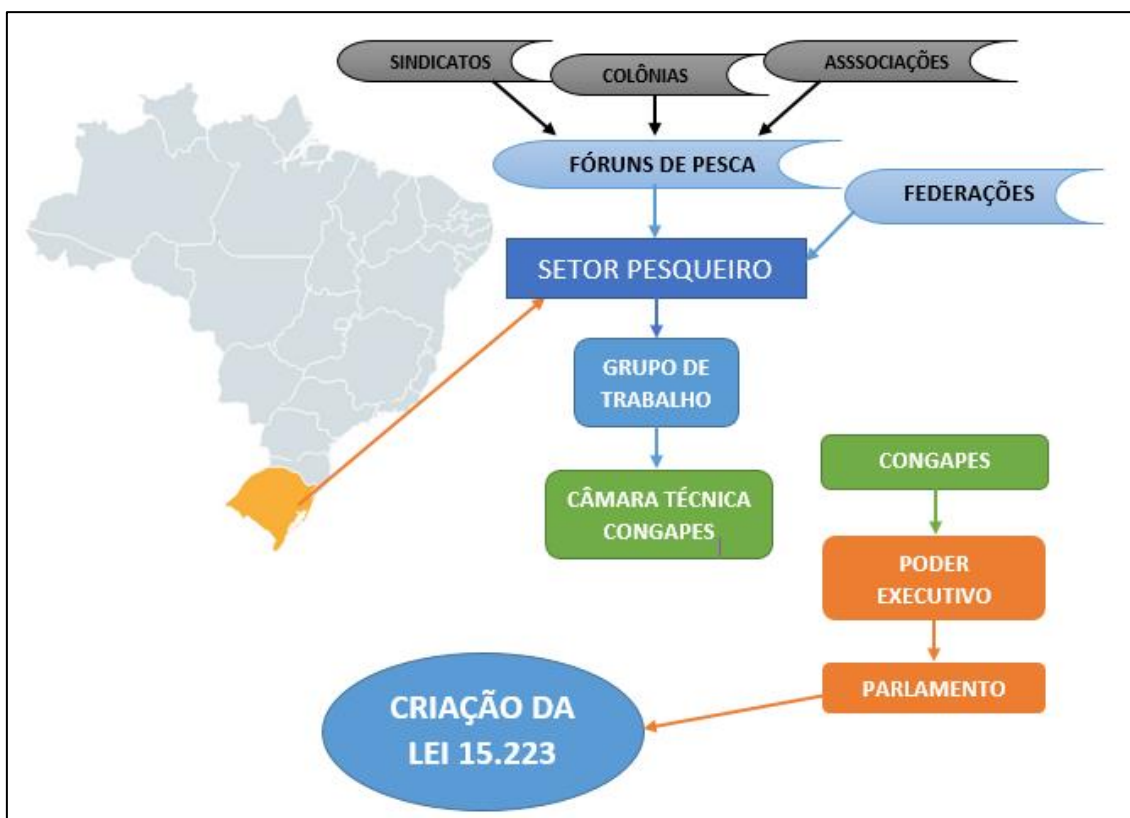 SINDICATOS
COLÔNIAS
ASSSOCIAÇÕES
FÓRUNS DE PESCA
FEDERAÇÕES
SETOR PESQUEIRO
GRUPO DE
TRABALHO
CÂMARA TÉCNICA
CONGAPES
CONGAPES
PODER
EXECUTIVO
PARLAMENTO
CRIAÇÃO DA
LEI 15.223